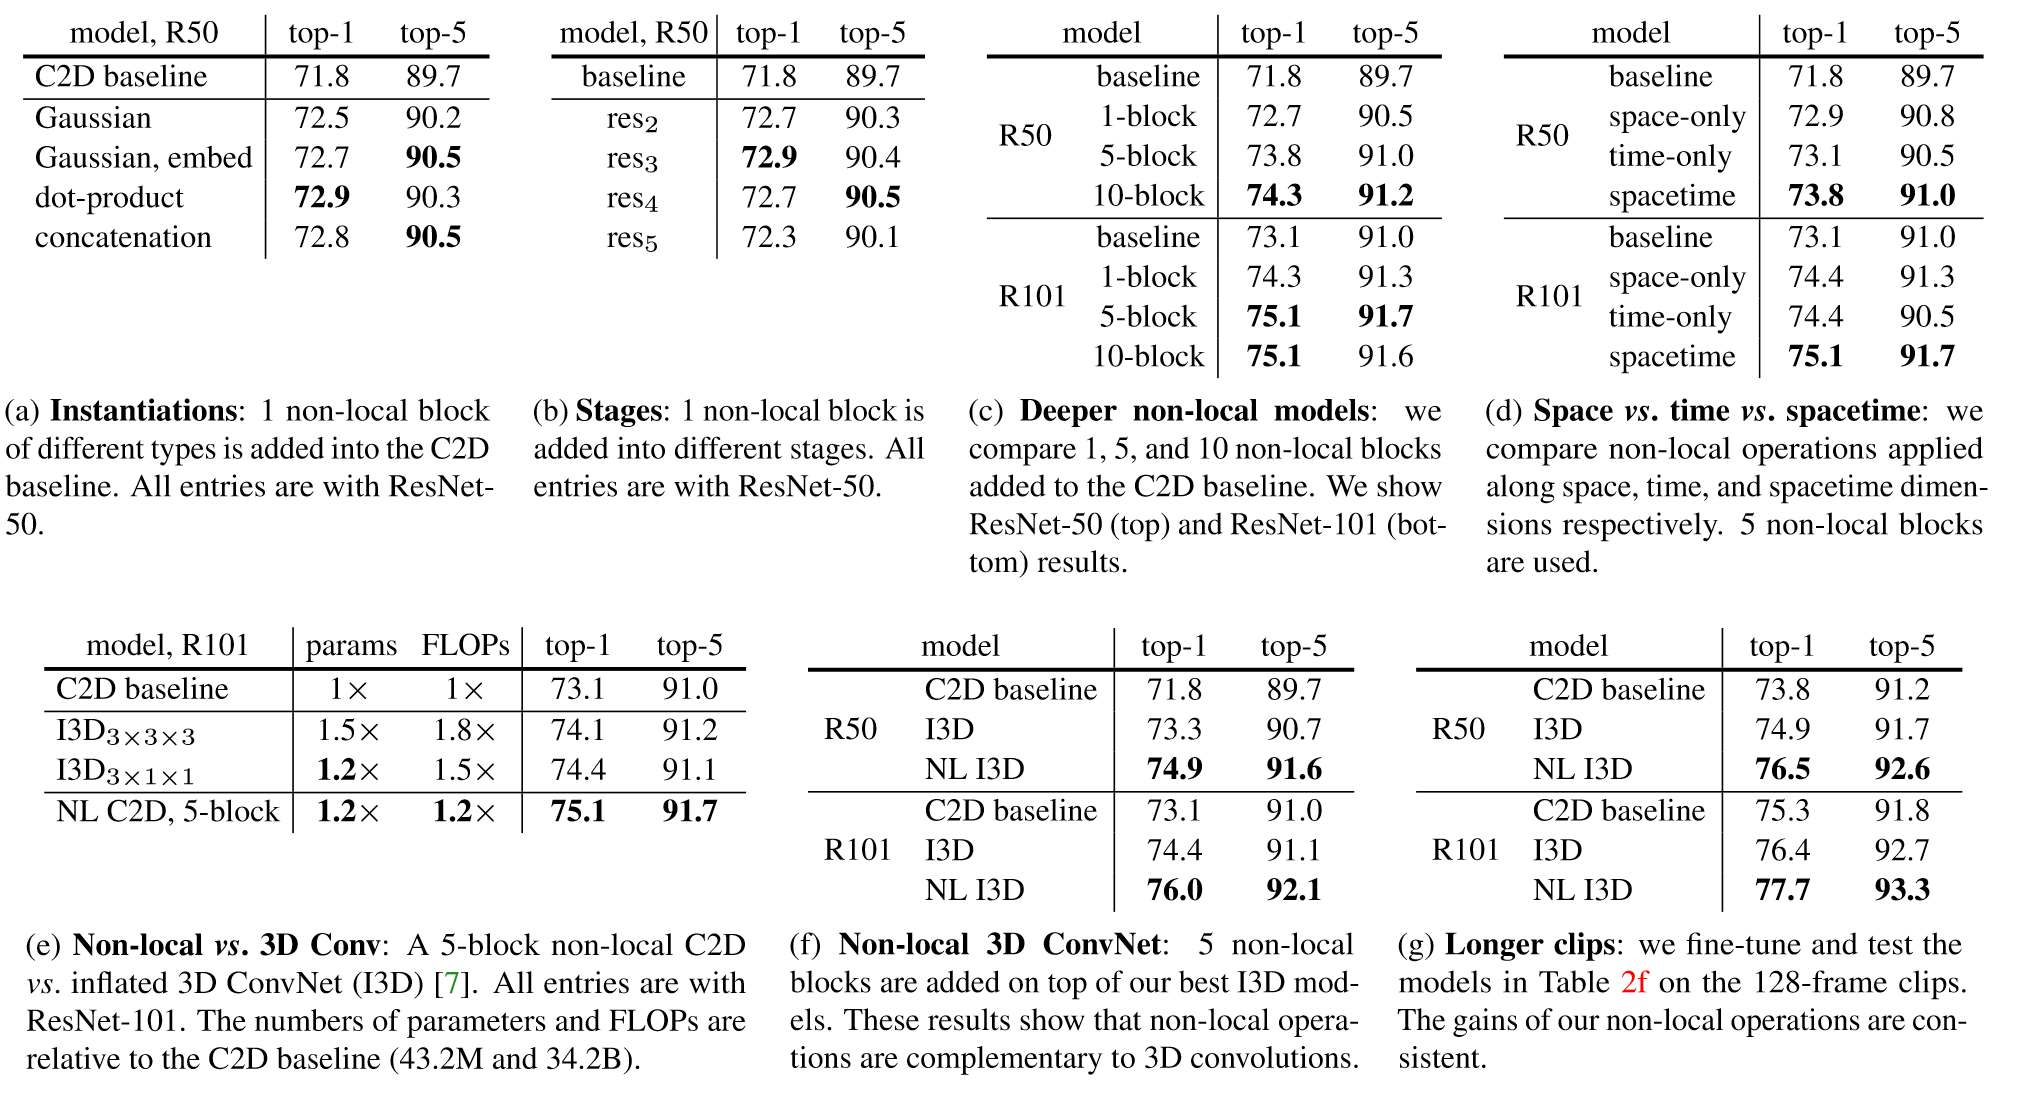 model, R50 top-1 top-5
C2D baseline 71.8 89.7
Gaussian 72.5 90.2
Gaussian, embed 72.7 90.5
dot-product 72.9 90.3
concatenation 72.8 90.5
(a) Instantiations: 1 non-local block
of different types is added into the C2D
baseline. All entries are with ResNet-
50.
model, R50 top-1 top-5
baseline 71.8 89.7
res2 72.7 90.3
res3 72.9 90.4
res4 72.7 90.5
res5 72.3 90.1
(b) Stages: 1 non-local block is
added into different stages. All
entries are with ResNet-50.
model top-1 top-5
baseline 71.8 89.7
1-block 72.7 90.5
R50
5-block 73.8 91.0
10-block 74.3 91.2
baseline 73.1 91.0
1-block 74.3 91.3
R101
5-block 75.1 91.7
10-block 75.1 91.6
(c) Deeper non-local models: we
compare 1, 5, and 10 non-local blocks
added to the C2D baseline. We show
ResNet-50 (top) and ResNet-101 (bot-
tom) results.
model top-1 top-5
baseline 71.8 89.7
space-only 72.9 90.8
R50
time-only 73.1 90.5
spacetime 73.8 91.0
baseline 73.1 91.0
space-only 74.4 91.3
R101
time-only 74.4 90.5
spacetime 75.1 91.7
(d) Space vs. time vs. spacetime: we
compare non-local operations applied
along space, time, and spacetime dimen-
sions respectively. 5 non-local blocks
are used.
model, R101 params FLOPs top-1 top-5
C2D baseline 1× 1× 73.1 91.0
I3D3×3×3 1.5× 1.8× 74.1 91.2
I3D3×1×1 1.2× 1.5× 74.4 91.1
NL C2D, 5-block 1.2× 1.2× 75.1 91.7
(e) Non-local vs. 3D Conv: A 5-block non-local C2D
vs. inflated 3D ConvNet (I3D) [7]. All entries are with
ResNet-101. The numbers of parameters and FLOPs are
relative to the C2D baseline (43.2M and 34.2B).
model top-1 top-5
C2D baseline 71.8 89.7
R50 I3D 73.3 90.7
NL I3D 74.9 91.6
C2D baseline 73.1 91.0
R101 I3D 74.4 91.1
NL I3D 76.0 92.1
(f) Non-local 3D ConvNet: 5 non-local
blocks are added on top of our best I3D mod-
els. These results show that non-local opera-
tions are complementary to 3D convolutions.
model top-1 top-5
C2D baseline 73.8 91.2
R50 I3D 74.9 91.7
NL I3D 76.5 92.6
C2D baseline 75.3 91.8
R101 I3D 76.4 92.7
NL I3D 77.7 93.3
(g) Longer clips: we fine-tune and test the
models in Table 2f on the 128-frame clips.
The gains of our non-local operations are con-
sistent.